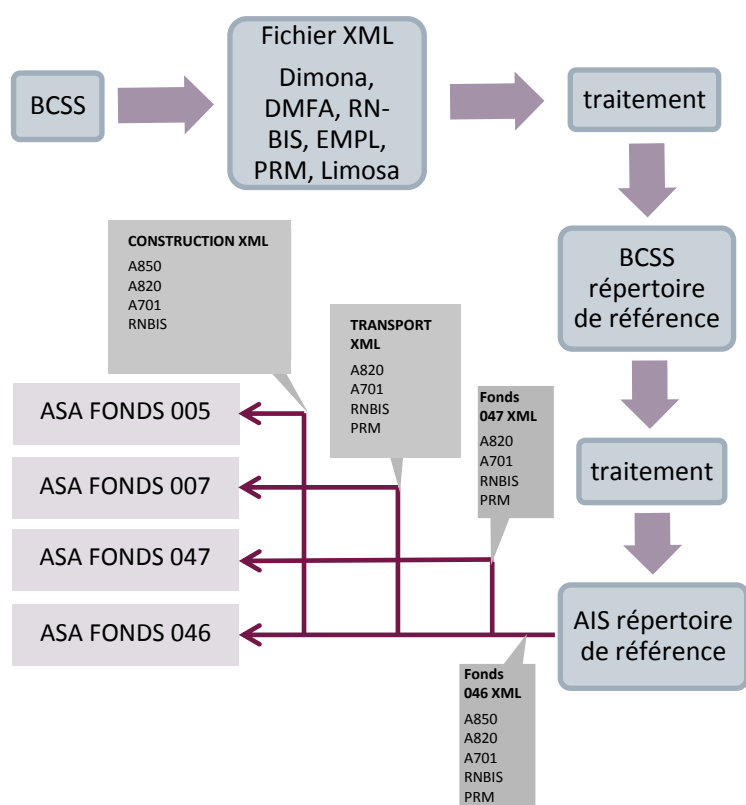 BCSS
Fichier XML
Dimona,
DMFA, RN-
BIS, EMPL,
PRM, Limosa
traitement
BCSS
répertoire
de référence
traitement
AIS répertoire
de référence
CONSTRUCTION XML
A850
A820
A701
RNBIS
TRANSPORT
XML
A820
A701
RNBIS
PRM
Fonds
047 XML
A820
A701
RNBIS
PRM
ASA FONDS 005
ASA FONDS 007
ASA FONDS 047
ASA FONDS 046
Fonds
046 XML
A850
A820
A701
RNBIS
PRM